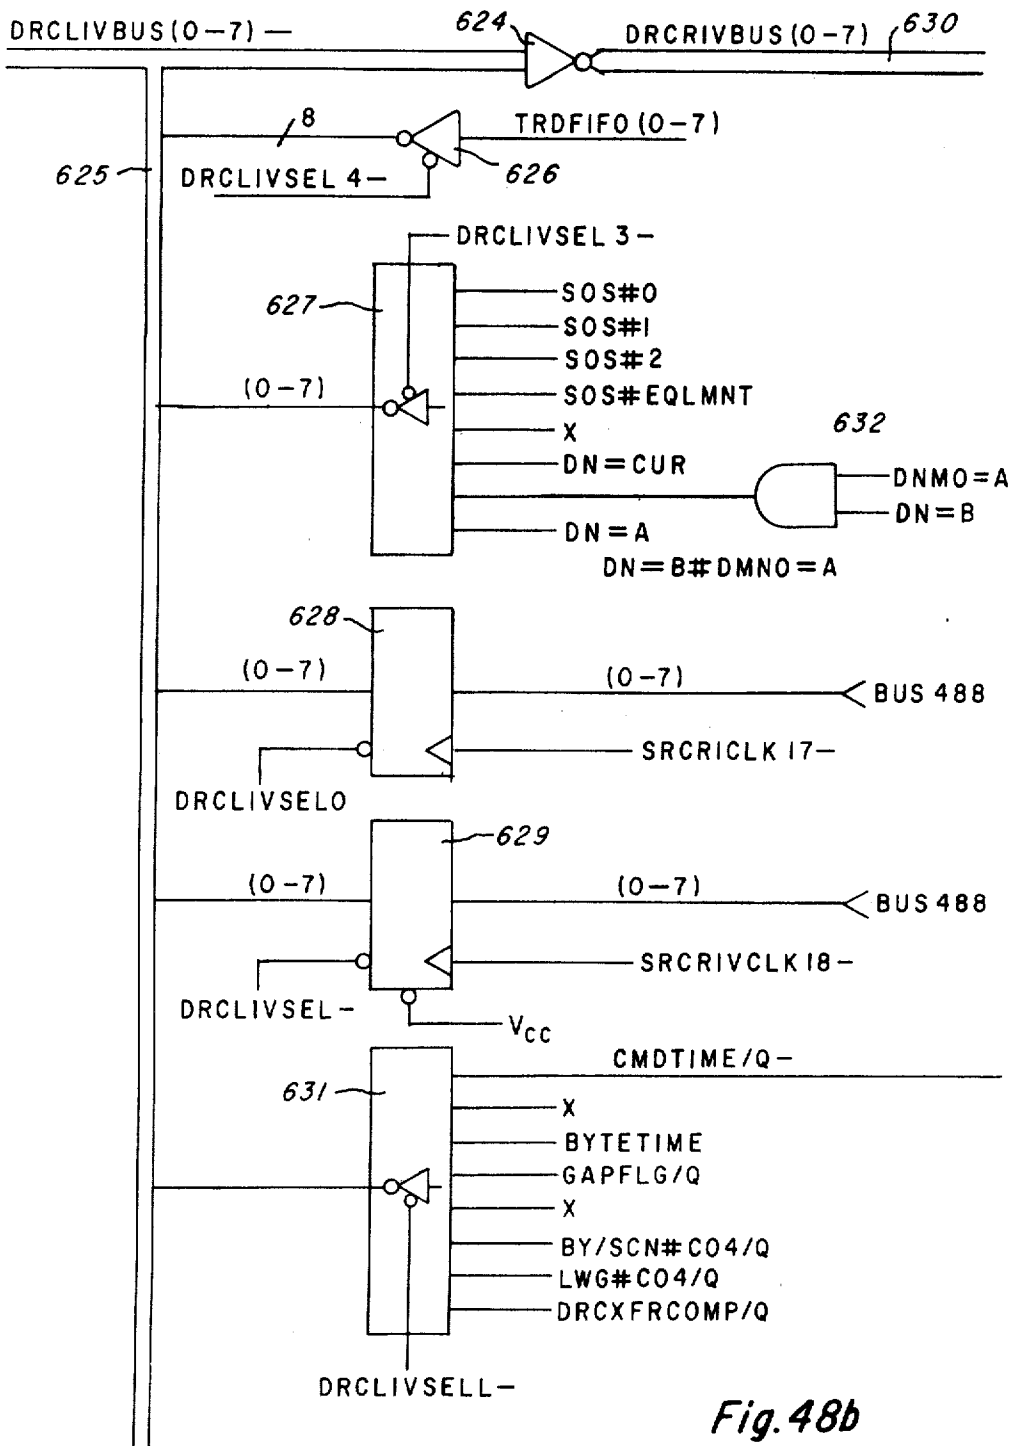 DRCLIVBUS(0-7)-
624
DRCRIVBUS(0-7)
630
8
TRDFIFO(0-7)
625
DRCLIVSEL 4-
626
DRCLIVSEL 3-
627
SOS#0
SOS#1
SOS#2
(0-7)
SOS#EQLMNT
632
X
DN=CUR
DNMO=A
DN=B
DN=A
DN=B#DMNO=A
628
(0-7)
(0-7)
BUS 488
SRCRICLK 17-
DRCLIVSELO
629
(0-7)
(0-7)
BUS 488
SRCRIVCLK 18-
DRCLIVSEL-
VCC
CMDTIME/Q-
631
X
BYTETIME
GAPFLG/Q
X
BY/SCN#CO4/Q
LWG#CO4/Q
DRCXFRCOMP/Q
DRCLIVSELL-
Fig. 48b